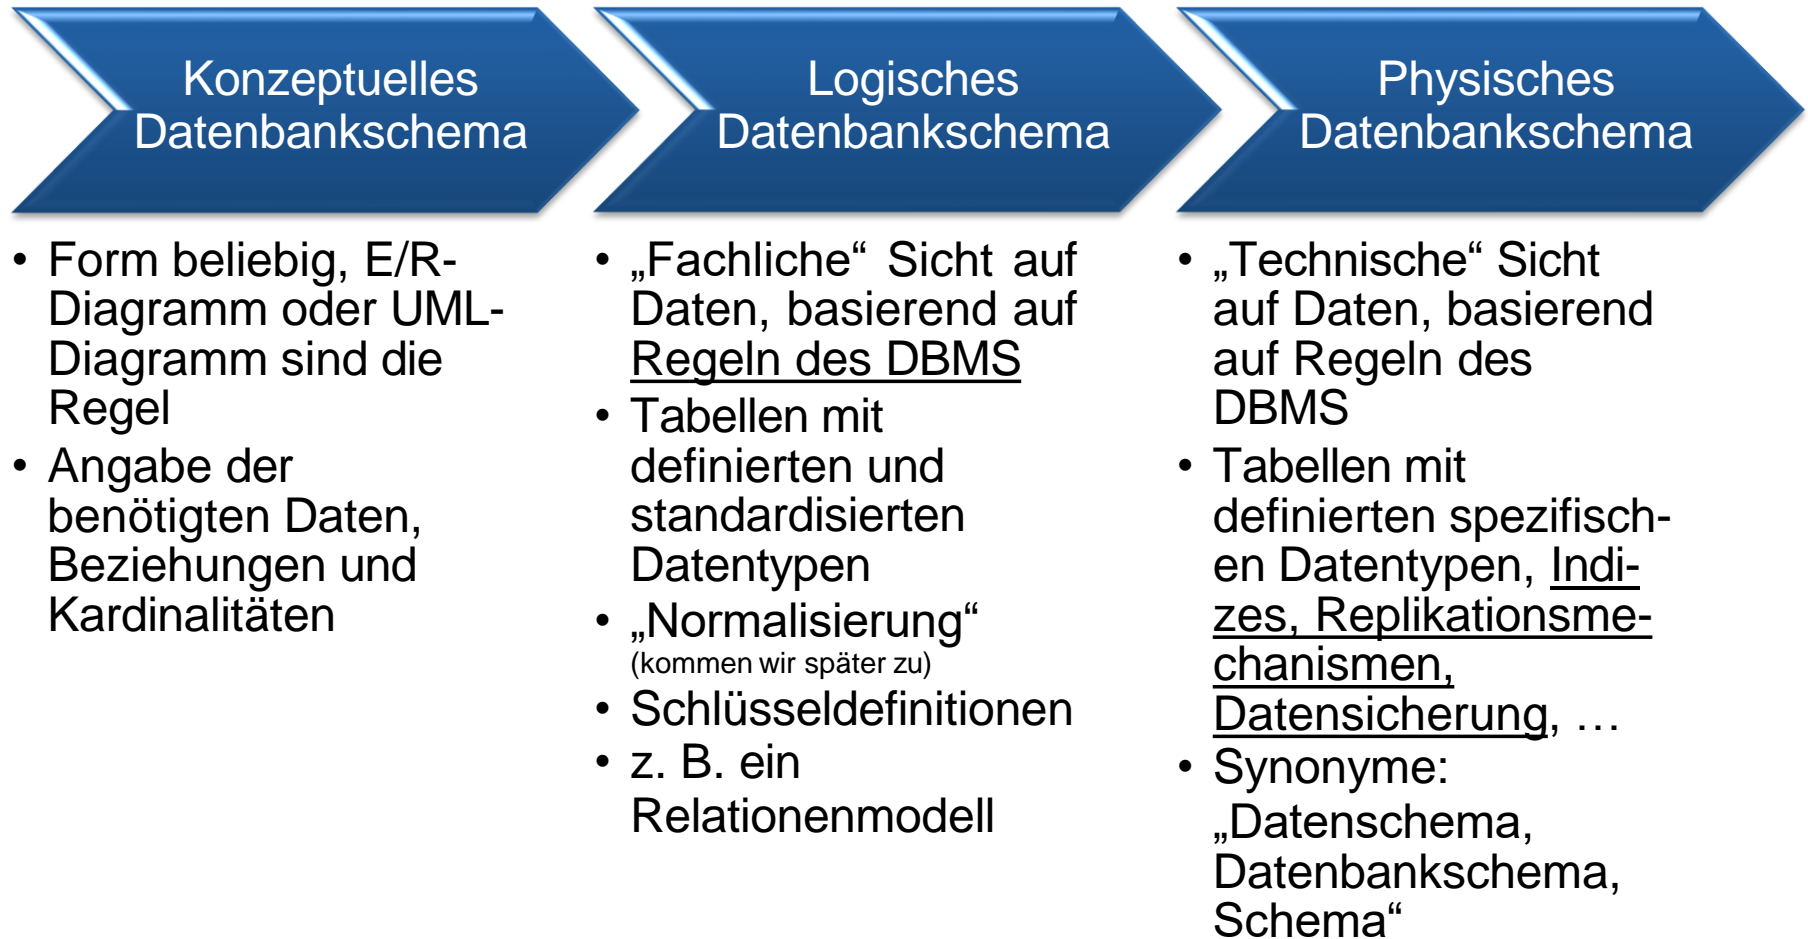 Konzeptuelles
Datenbankschema
• Form beliebig, E/R-
Diagramm oder UML-
Diagramm sind die
Regel
• Angabe der
benötigten Daten,
Beziehungen und
Kardinalitäten
Logisches
Datenbankschema
• „Fachliche“ Sicht auf
Daten, basierend auf
Regeln des DBMS
• Tabellen mit
definierten und
standardisierten
Datentypen
• „Normalisierung“
(kommen wir später zu)
• Schlüsseldefinitionen
• z. B. ein
Relationenmodell
Physisches
Datenbankschema
• „Technische“ Sicht
auf Daten, basierend
auf Regeln des
DBMS
• Tabellen mit
definierten spezifisch-
en Datentypen, Indi-
zes, Replikationsme-
chanismen,
Datensicherung, …
• Synonyme:
„Datenschema,
Datenbankschema,
Schema“